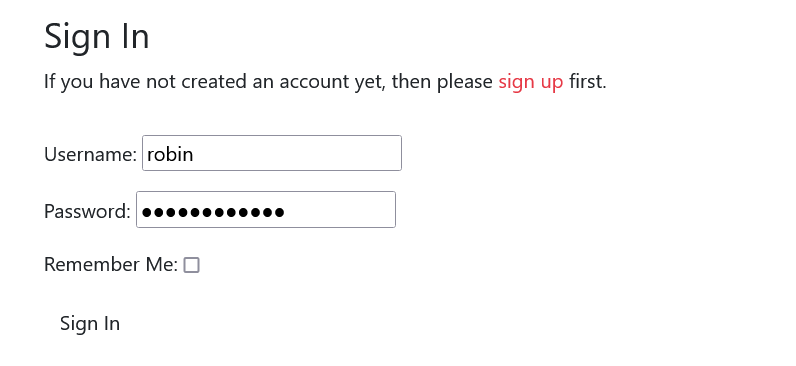 Sign In
If you have not created an account yet, then please sign up first.
Username: robin
Password: ●●●●●●●●●●●●
Remember Me:
Sign In